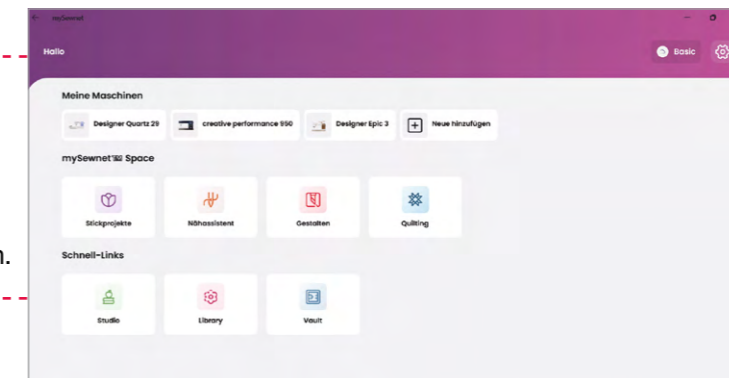 mySewnet
Hallo
Basic
Meine Maschinen
Designer Quartz 29
creative performance 950
Designer Epic 3
Neue hinzufügen
mySewnet™ Space
Stickprojekte
Nähassistent
Gestalten
Quilting
n.
Schnell-Links
Studio
Library
Vault